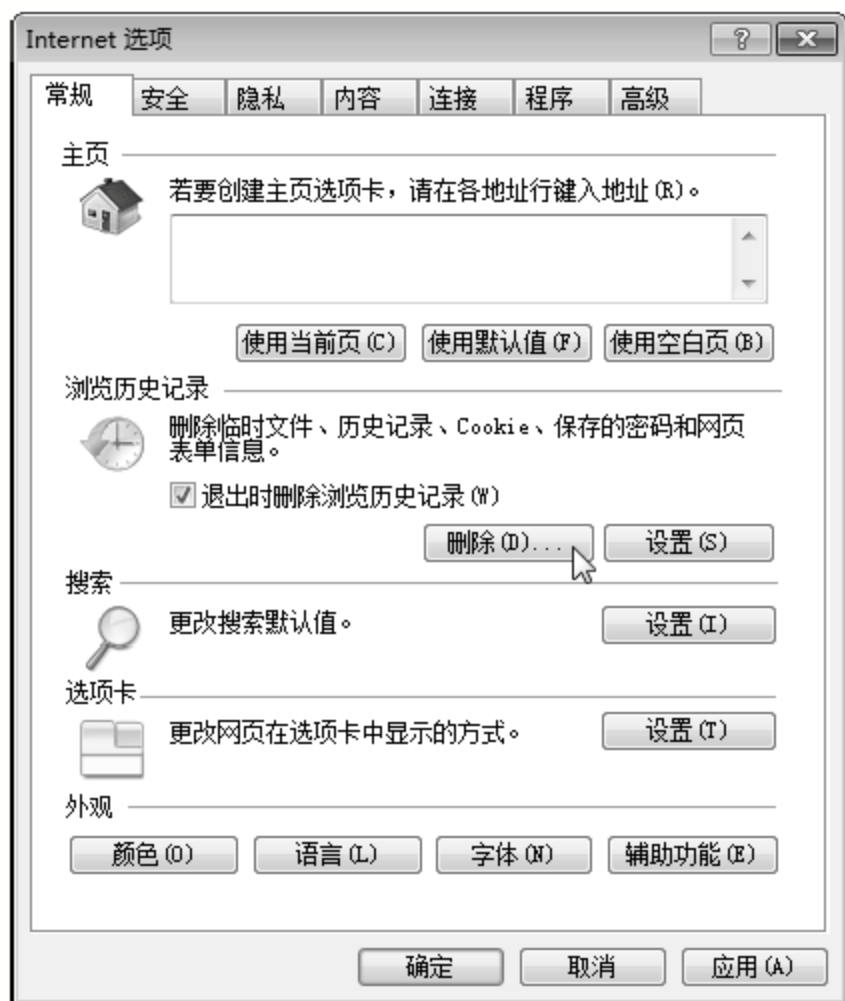 Internet 选项
?
常规 安全 隐私 内容 连接 程序 高级
主页
若要创建主页选项卡，请在各地址行键入地址(R)。
使用当前页(C) 使用默认值(F) 使用空白页(B)
浏览历史记录
删除临时文件、历史记录、Cookie、保存的密码和网页
表单信息。
退出时删除浏览历史记录(W)
删除(D)... 设置(S)
搜索
更改搜索默认值。 设置(I)
选项卡
更改网页在选项卡中显示的方式。 设置(T)
外观
颜色(O) 语言(L) 字体(N) 辅助功能(E)
确定 取消 应用(A)